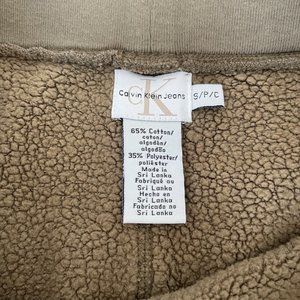 cK
Calvin Klein Jeans
S/P/C
65% Cotton/
coton/
algodón/
algodão
35% Polyester/
poliéster
Made in
Sri Lanka
Fabriqué au
Sri Lanka
Hecho en
Sri Lanka
Fabricado no
Sri Lanka